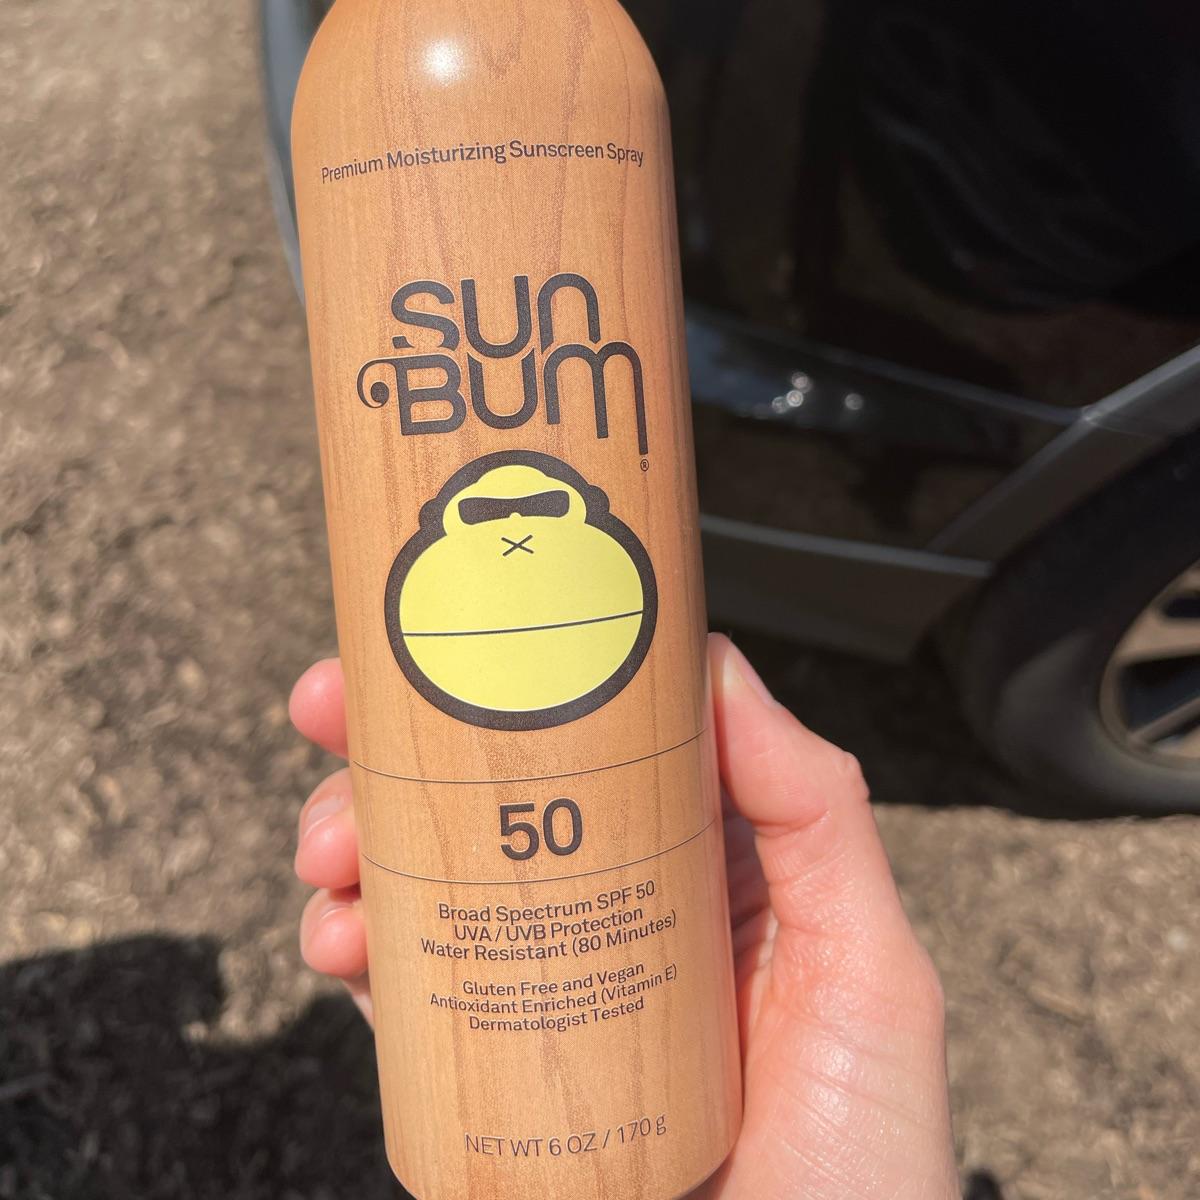 Premium Moisturizing Sunscreen Spray
sun
BUM®
50
Broad Spectrum SPF 50
UVA / UVB Protection
Water Resistant (80 Minutes)
Gluten Free and Vegan
Antioxidant Enriched (Vitamin E)
Dermatologist Tested
NET WT 6 OZ / 170 g